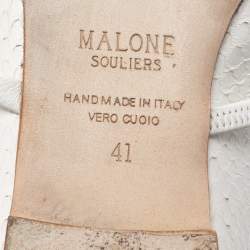 MALONE
SOULIERS
HANDMADE IN ITALY
VERO CUOIO
41